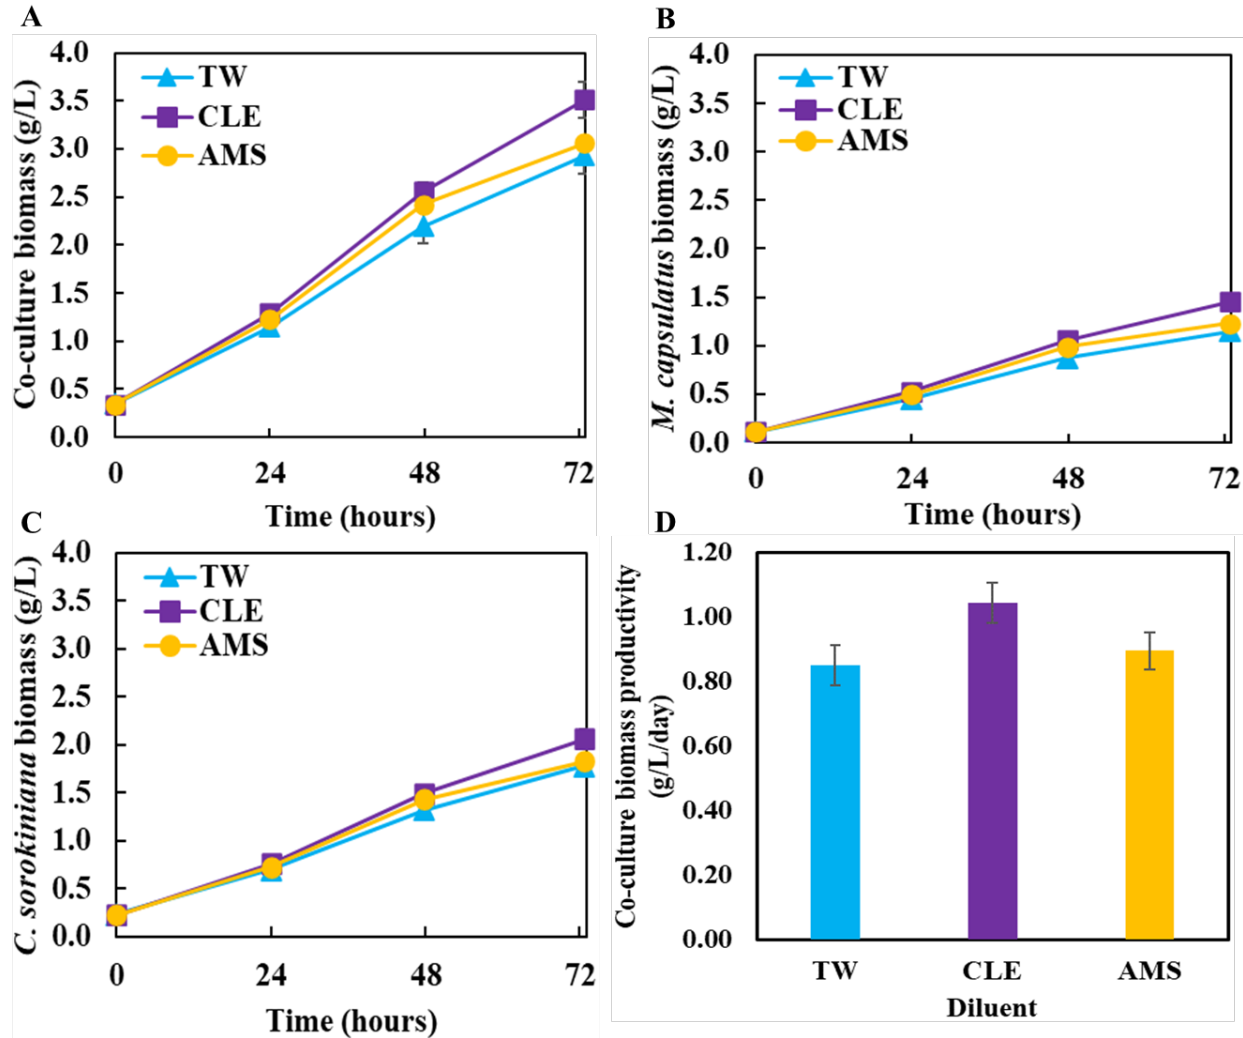 A
Co-culture biomass (g/L)
4.0
3.5
3.0
2.5
2.0
1.5
1.0
0.5
0.0
TW
CLE
AMS
0 24 48 72
Time (hours)
B
M. capsulatus biomass (g/L)
4.0
3.5
3.0
2.5
2.0
1.5
1.0
0.5
0.0
TW
CLE
AMS
0 24 48 72
Time (hours)
C
C. sorokiniana biomass (g/L)
4.0
3.5
3.0
2.5
2.0
1.5
1.0
0.5
0.0
TW
CLE
AMS
0 24 48 72
Time (hours)
D
Co-culture biomass productivity
(g/L/day)
1.20
1.00
0.80
0.60
0.40
0.20
0.00
TW CLE AMS
Diluent